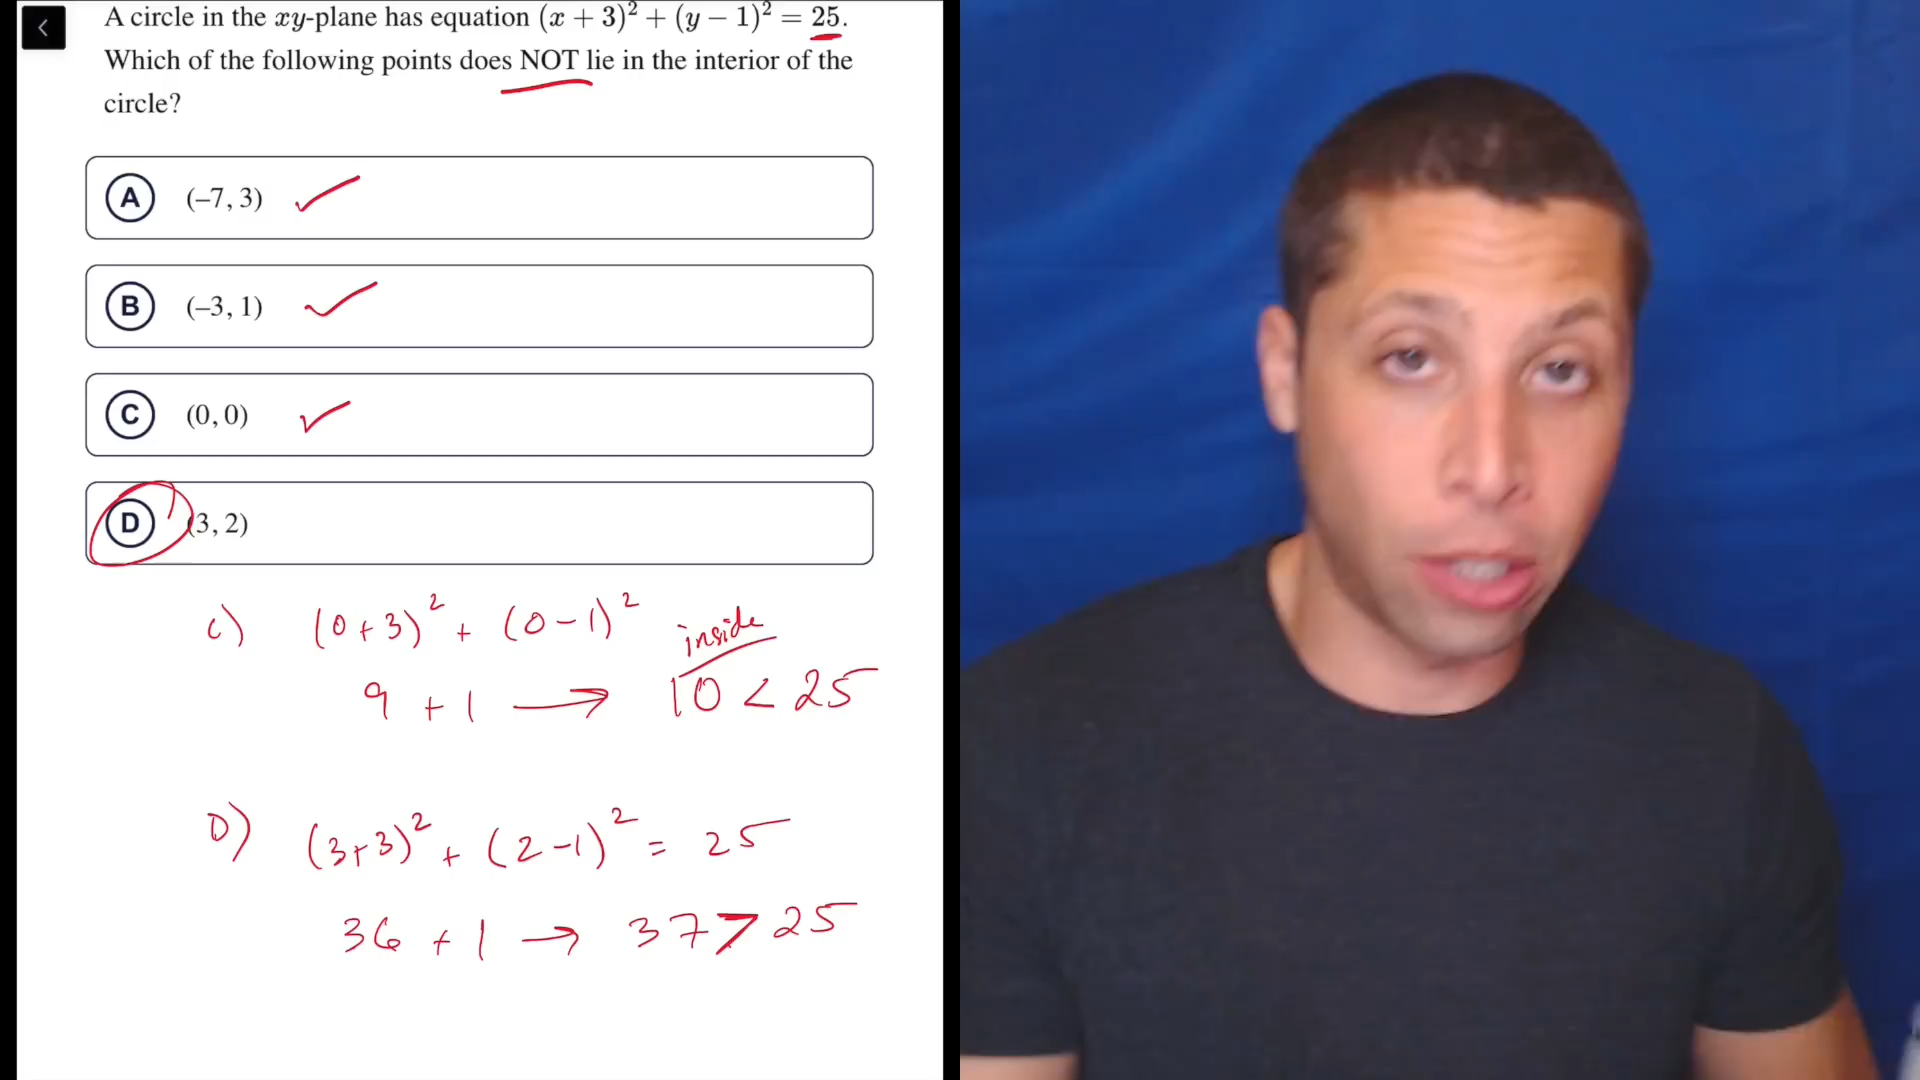 A circle in the xy-plane has equation (x + 3)² + (y − 1)² = 25.
Which of the following points does NOT lie in the interior of the
circle?
A (–7, 3) ✓
B (–3, 1) ✓
C (0, 0) ✓
D (3, 2)
c) (0+3)² + (0-1)²
inside
9 + 1 → 10 < 25
D) (3+3)² + (2-1)² = 25
36 + 1 → 37 > 25